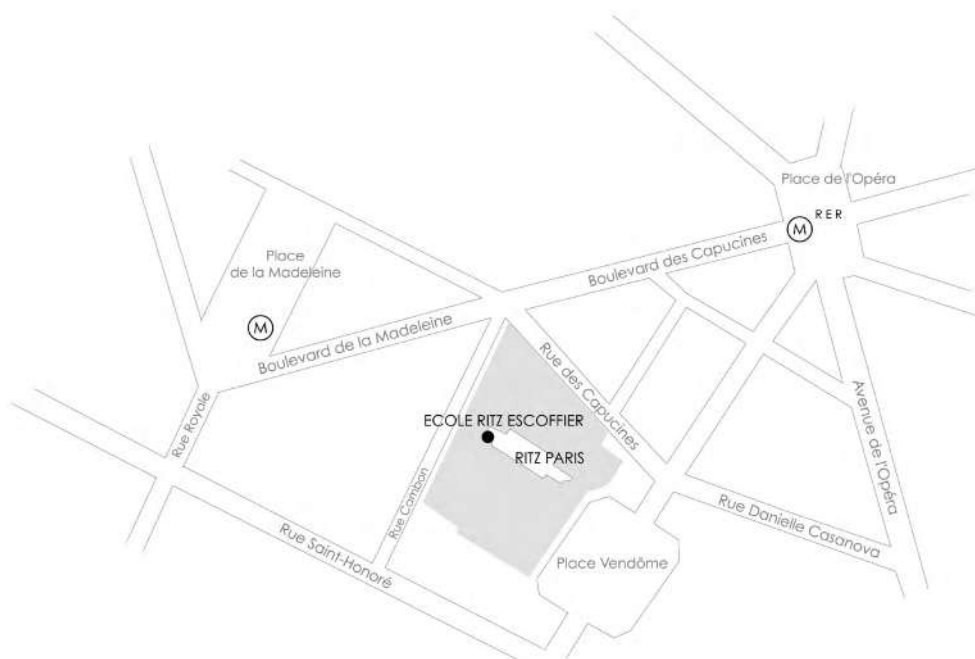 Place de l'Opéra
RER
M
Boulevard des Capucines
Place
de la Madeleine
M
Boulevard de la Madeleine
Rue des Capucines
Rue Royale
ECOLE RITZ ESCOFFIER
RITZ PARIS
Avenue de l'Opéra
Rue Cambon
Rue Danielle Casanova
Rue Saint-Honoré
Place Vendôme